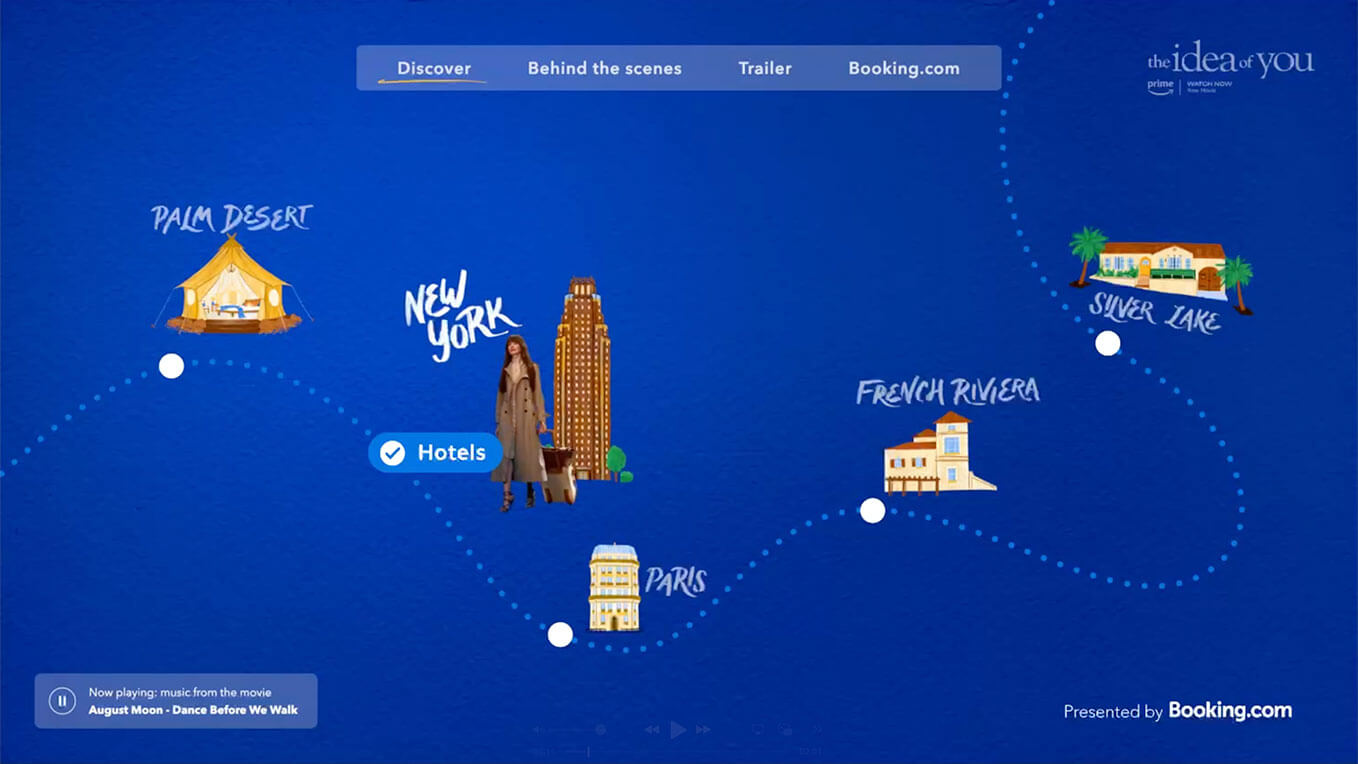 Discover
Behind the scenes
Trailer
Booking.com
the idea of you
prime
WATCH NOW
New Movie
PALM DESERT
NEW
YORK
Hotels
SILVER LAKE
FRENCH RIVIERA
PARIS
Now playing: music from the movie
August Moon - Dance Before We Walk
Presented by Booking.com